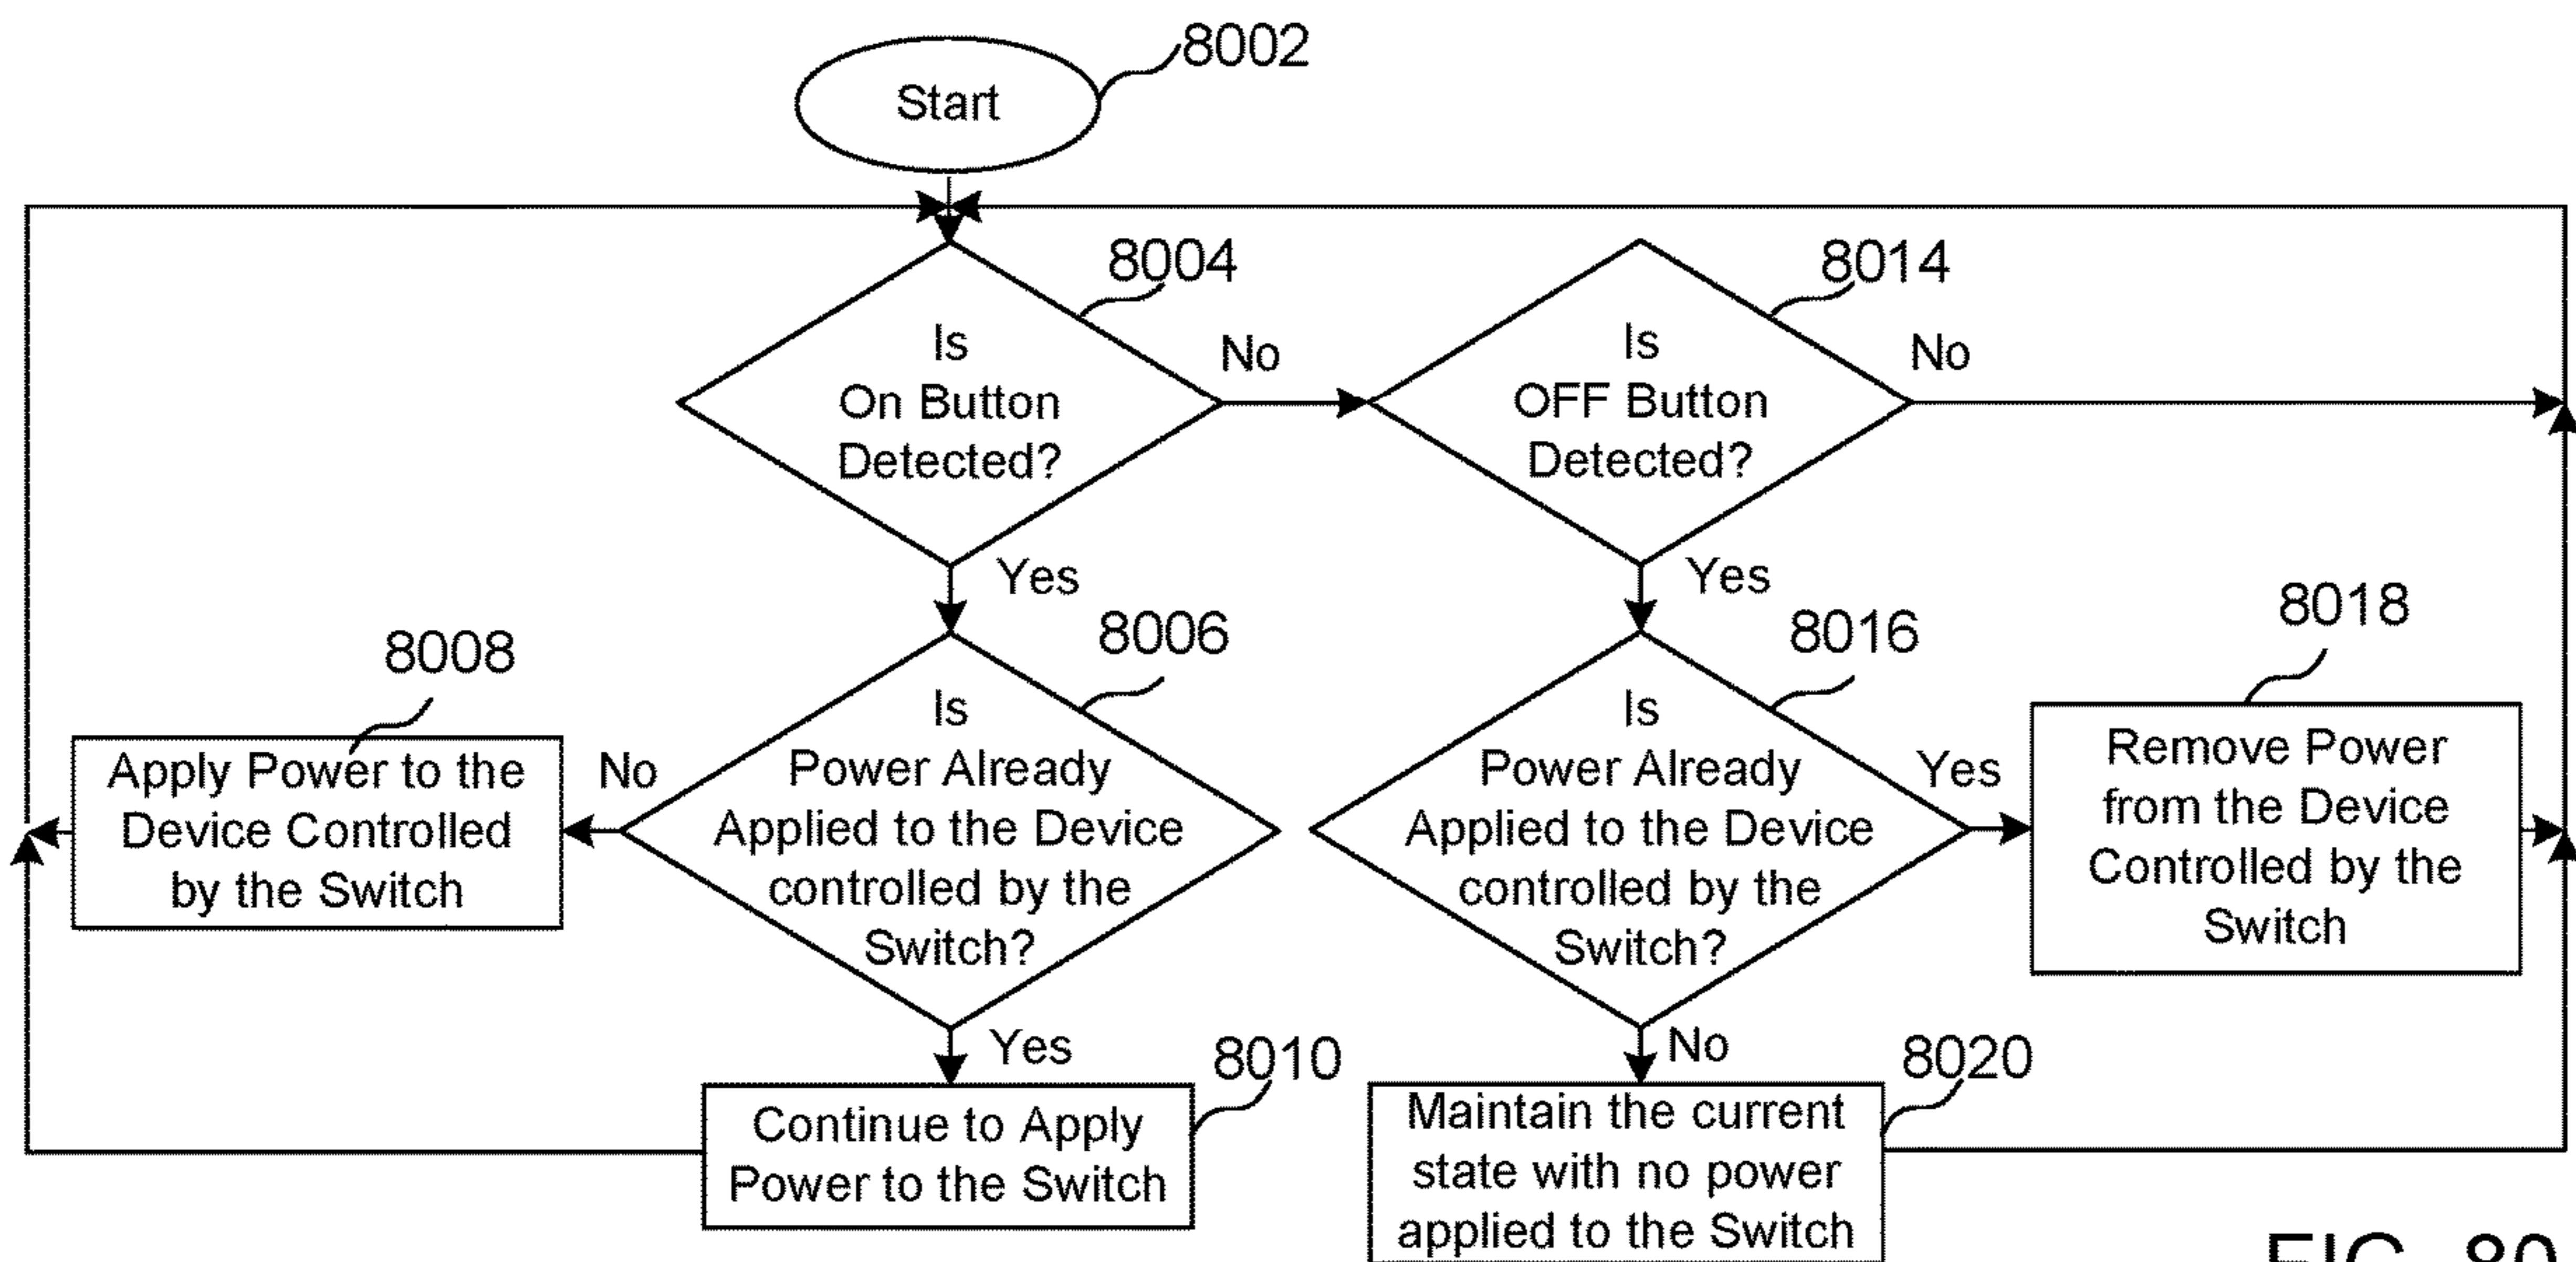 Start
8002
8004
Is
On Button
Detected?
No
8014
Is
OFF Button
Detected?
No
Yes
Yes
8008
Apply Power to the
Device Controlled
by the Switch
No
8006
Is
Power Already
Applied to the Device
controlled by the
Switch?
8016
Is
Power Already
Applied to the Device
controlled by the
Switch?
Yes
8018
Remove Power
from the Device
Controlled by the
Switch
Yes
8010
Continue to Apply
Power to the Switch
No
8020
Maintain the current
state with no power
applied to the Switch
FIG. 80